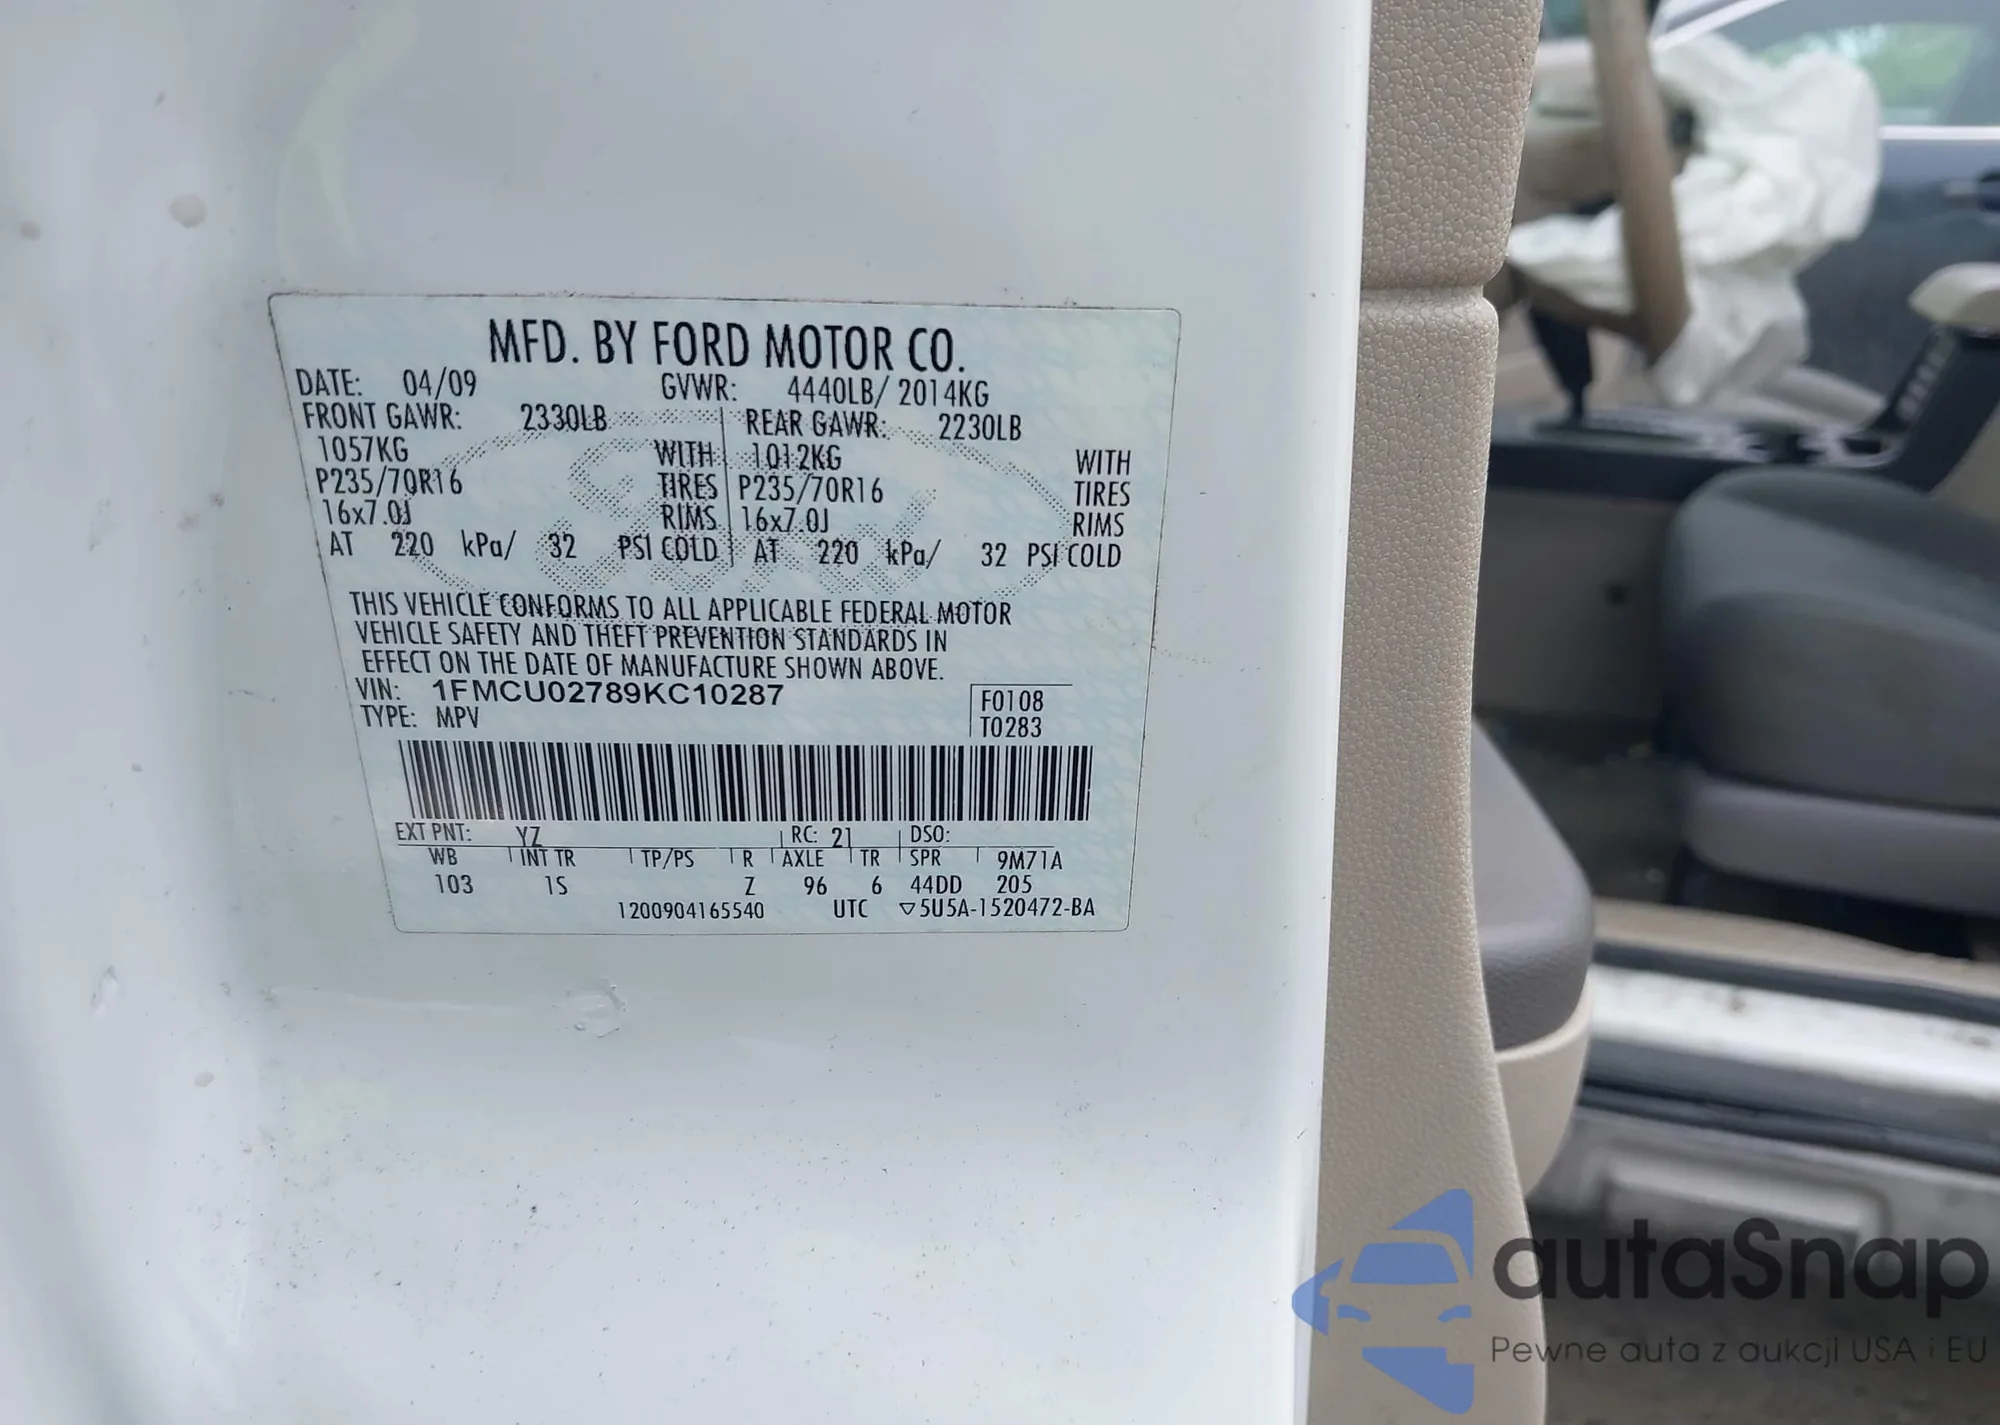 MFD. BY FORD MOTOR CO.
DATE: 04/09 GVWR: 4440LB/ 2014KG
FRONT GAWR: 2330LB REAR GAWR: 2230LB
1057KG WITH 1012KG WITH
P235/70R16 TIRES P235/70R16 TIRES
16x7.0J RIMS 16x7.0J RIMS
AT 220 kPa/ 32 PSI COLD AT 220 kPa/ 32 PSI COLD
THIS VEHICLE CONFORMS TO ALL APPLICABLE FEDERAL MOTOR
VEHICLE SAFETY AND THEFT PREVENTION STANDARDS IN
EFFECT ON THE DATE OF MANUFACTURE SHOWN ABOVE.
VIN: 1FMCU02789KC10287 F0108
TYPE: MPV T0283
EXT PNT: YZ RC: 21 DSO:
WB INT TR TP/PS R AXLE TR SPR 9M71A
103 1S Z 96 6 44DD 205
1200904165540 UTC ▽5U5A-1520472-BA
autaSnap
Pewne auta z aukcji USA i EU